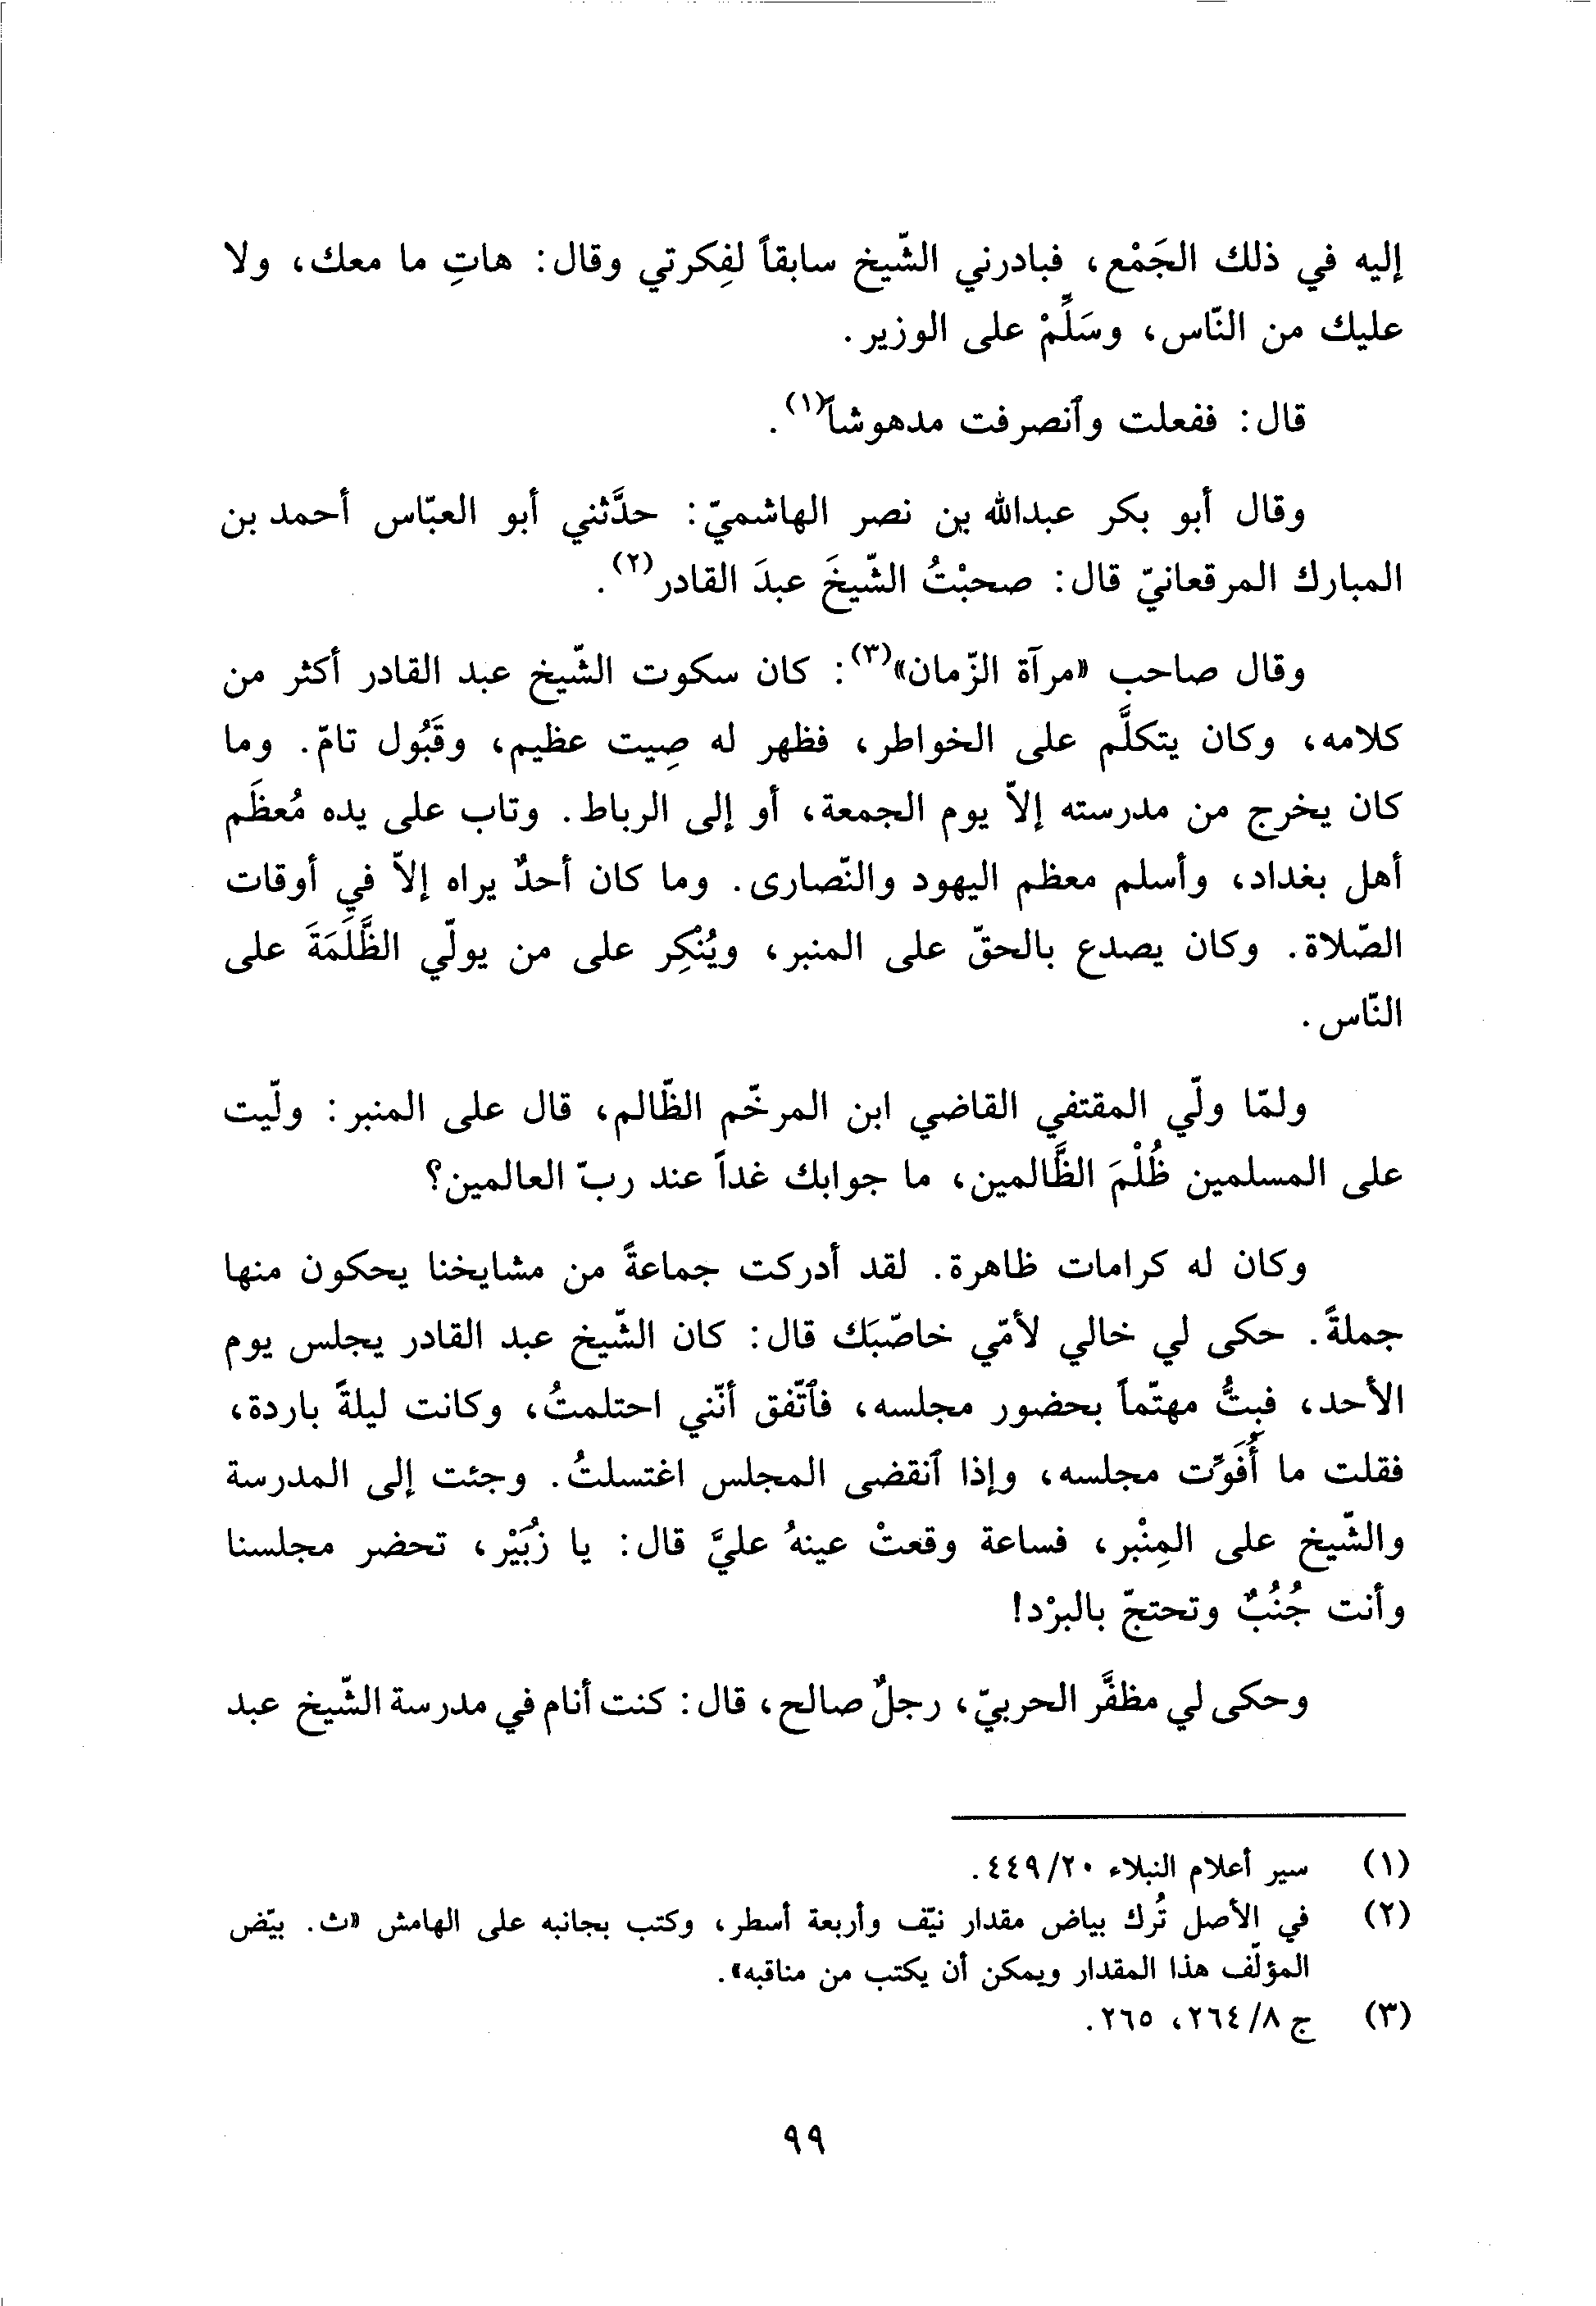 إليه في ذلك الجَمْع، فبادرني الشّيخ سابقاً لفِكرتي وقال: هاتِ ما معك، ولا
عليك من النّاس، وسَلِّمْ على الوزير.
قال: ففعلت وٱنصرفت مدهوشاً(١).
وقال أبو بكر عبدالله بن نصر الهاشميّ: حدَّثني أبو العبّاس أحمد بن
المبارك المرقعانيّ قال: صحبْتُ الشّيخَ عبدَ القادر(٢).
وقال صاحب «مرآة الزّمان»(٣): كان سكوت الشّيخ عبد القادر أكثر من
كلامه، وكان يتكلَّم على الخواطر، فظهر له صِيت عظيم، وقَبُول تامّ. وما
كان يخرج من مدرسته إلاّ يوم الجمعة، أو إلى الرباط. وتاب على يده مُعظَم
أهل بغداد، وأسلم معظم اليهود والنّصارى. وما كان أحدٌ يراه إلاّ في أوقات
الصّلاة. وكان يصدع بالحقّ على المنبر، ويُنْكِر على من يولّي الظَّلَمَةَ على
النّاس.
ولمّا ولّي المقتفي القاضي ابن المرخّم الظّالم، قال على المنبر: ولّيت
على المسلمين ظُلْمَ الظَّالمين، ما جوابك غداً عند ربّ العالمين؟
وكان له كرامات ظاهرة. لقد أدركت جماعةً من مشايخنا يحكون منها
جملةً. حكى لي خالي لأمّي خاصّبَك قال: كان الشّيخ عبد القادر يجلس يوم
الأحد، فبِتُّ مهتّماً بحضور مجلسه، فٱتّفق أنّني احتلمتُ، وكانت ليلةً باردة،
فقلت ما أُفَوِّت مجلسه، وإذا ٱنقضى المجلس اغتسلتُ. وجئت إلى المدرسة
والشّيخ على المِنْبر، فساعة وقعتْ عينهُ عليَّ قال: يا زُبَيْر، تحضر مجلسنا
وأنت جُنُبٌ وتحتجّ بالبرْد!
وحكى لي مظفَّر الحربيّ، رجلٌ صالح، قال: كنت أنام في مدرسة الشّيخ عبد
(١) سير أعلام النبلاء ٤٤٩/٢٠.
(٢) في الأصل تُرك بياض مقدار نيّف وأربعة أسطر، وكتب بجانبه على الهامش «ث. بيّض
المؤلّف هذا المقدار ويمكن أن يكتب من مناقبه».
(٣) ج ٢٦٤/٨، ٢٦٥.
٩٩